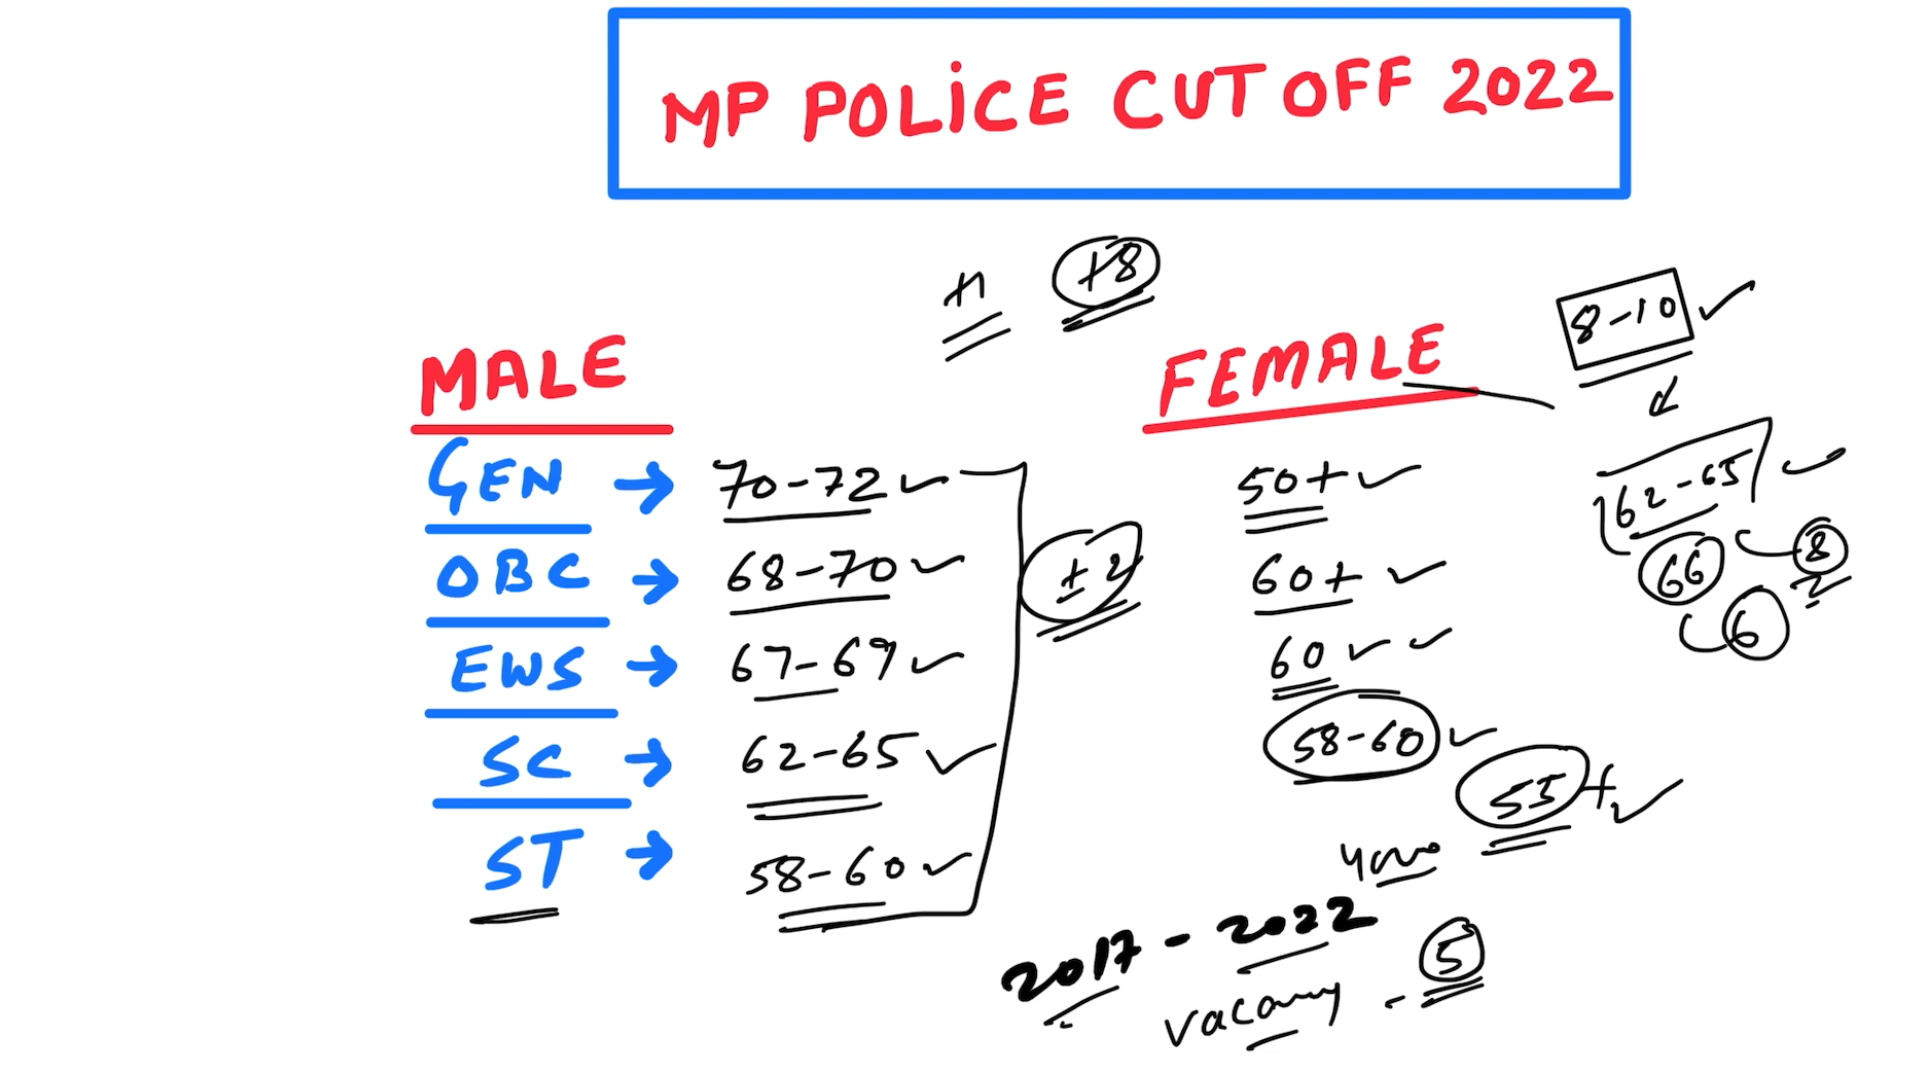 MP POLICE CUT OFF 2022
+8
8-10
MALE
FEMALE
GEN → 70-72 ✓
50+ ✓
62-65 ✓
OBC → 68-70 ✓
± 2
60+ ✓
66
8
EWS → 67-69 ✓
60 ✓ ✓
6
SC → 62-65 ✓
58-60 ✓
55+ ✓
ST → 58-60 ✓
4000
2017 - 2022
vacancy - 5